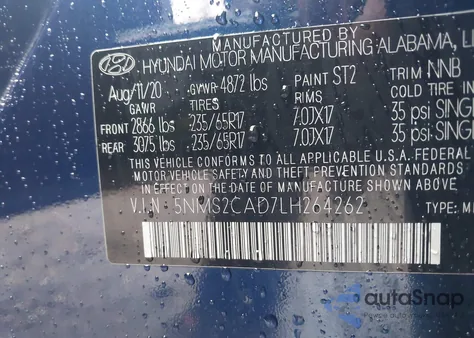 MANUFACTURED BY
HYUNDAI MOTOR MANUFACTURING ALABAMA, LL
Aug/11/20 GVWR 4872 lbs PAINT ST2 TRIM NNB
GAWR TIRES RIMS COLD TIRE IN
FRONT 2866 lbs 235/65R17 7.0JX17 35 psi SING
REAR 3075 lbs 235/65R17 7.0JX17 35 psi SING
THIS VEHICLE CONFORMS TO ALL APPLICABLE U.S.A. FEDERAL
MOTOR VEHICLE SAFETY AND THEFT PREVENTION STANDARDS
IN EFFECT ON THE DATE OF MANUFACTURE SHOWN ABOVE.
V.I.N : 5NMS2CAD7LH264262 TYPE: M
autaSnap